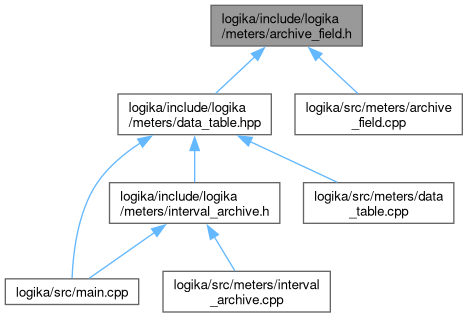 logika/include/logika
/meters/archive_field.h
logika/include/logika
/meters/data_table.hpp
logika/src/meters/archive
_field.cpp
logika/include/logika
/meters/interval_archive.h
logika/src/meters/data
_table.cpp
logika/src/main.cpp
logika/src/meters/interval
_archive.cpp